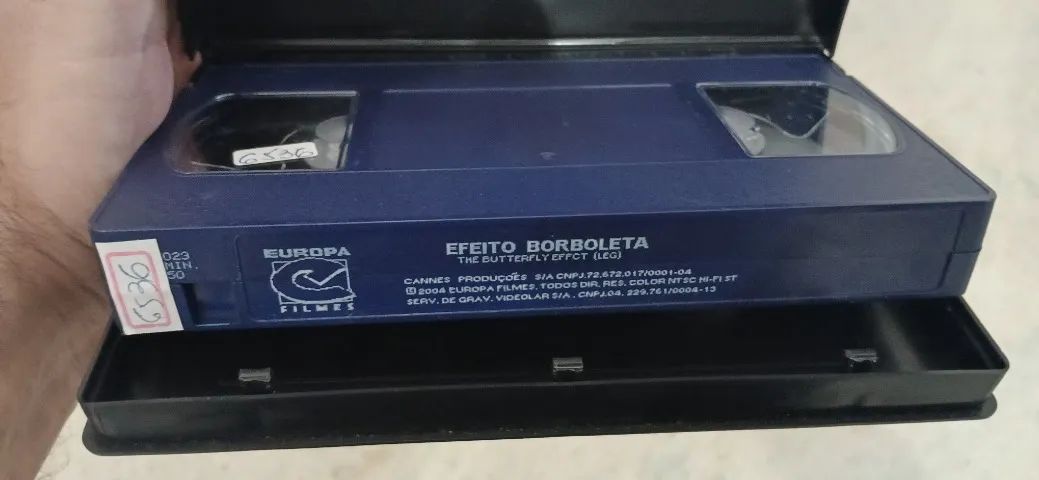 6536
6536
023
MIN.
50
EUROPA
FILMES
EFEITO BORBOLETA
THE BUTTERFLY EFFCT (LEG)
CANNES PRODUÇÕES S/A CNPJ.72.672.017/0001-04
© 2004 EUROPA FILMES. TODOS DIR. RES. COLOR NTSC HI-FI ST
SERV. DE GRAV. VIDEOLAR S/A. CNPJ.04.229.761/0004-13